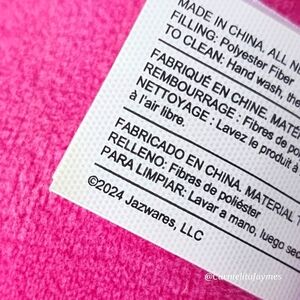 MADE IN CHINA. ALL N
FILLING: Polyester Fiber
TO CLEAN: Hand wash, the
FABRIQUÉ EN CHINE. MAT
REMBOURRAGE: Fibres de po
NETTOYAGE : Lavez le produit à
à l'air libre.
FABRICADO EN CHINA. MATERIAL T
RELLENO: Fibras de poliéster
PARA LIMPIAR: Lavar a mano, luego sec
©2024 Jazwares, LLC
@CarmelitaJaymes